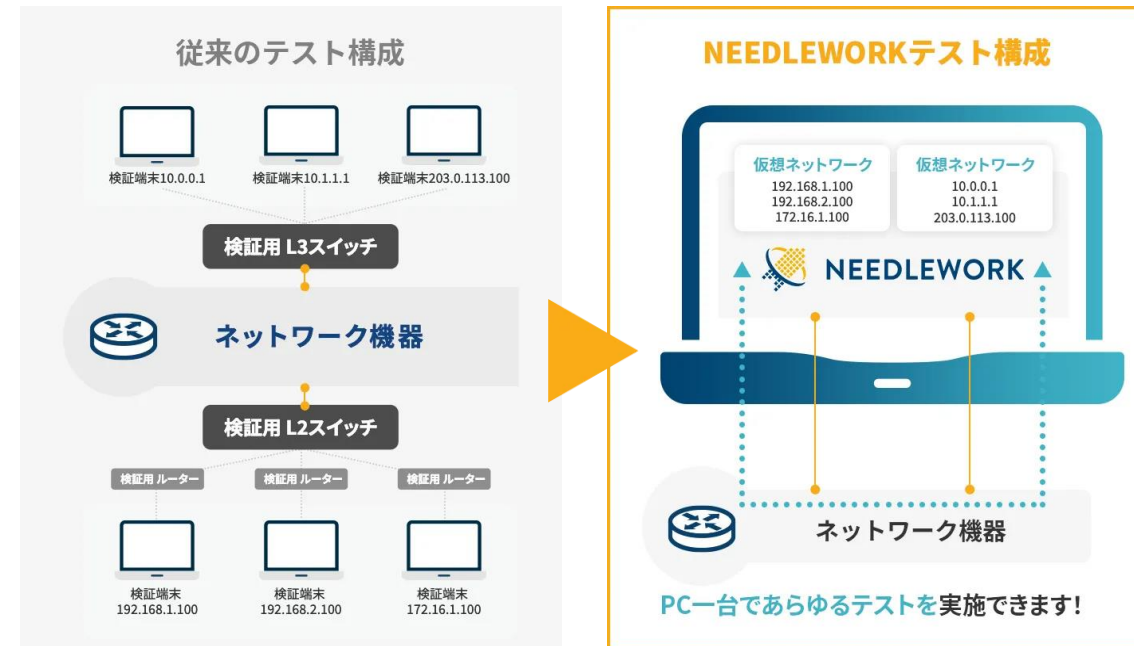 従来のテスト構成
検証端末10.0.0.1
検証端末10.1.1.1
検証端末203.0.113.100
検証用 L3スイッチ
ネットワーク機器
検証用 L2スイッチ
検証用 ルーター
検証用 ルーター
検証用 ルーター
検証端末
192.168.1.100
検証端末
192.168.2.100
検証端末
172.16.1.100
NEEDLEWORKテスト構成
仮想ネットワーク
192.168.1.100
192.168.2.100
172.16.1.100
仮想ネットワーク
10.0.0.1
10.1.1.1
203.0.113.100
NEEDLEWORK
ネットワーク機器
PC一台であらゆるテストを実施できます!